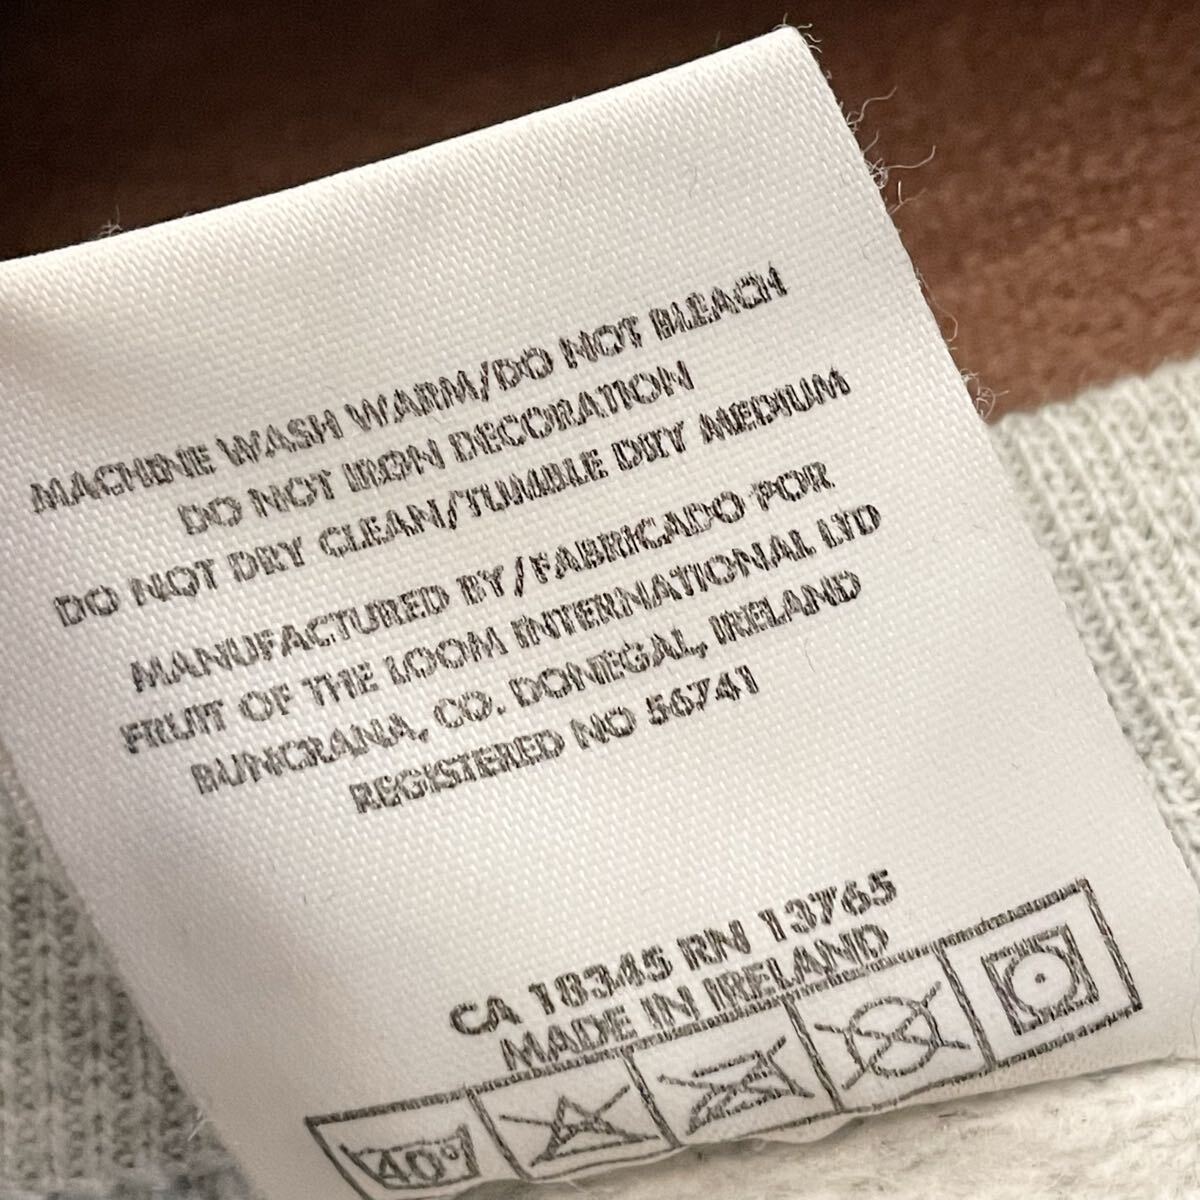 MACHINE WASH WARM/DO NOT BLEACH
DO NOT IRON DECORATION
DO NOT DRY CLEAN/TUMBLE DRY MEDIUM
MANUFACTURED BY/FABRICADO POR
FRUIT OF THE LOOM INTERNATIONAL LTD
BUNCRANA, CO. DONEGAL, IRELAND
REGISTERED NO 56741
CA 18345 RN 13765
MADE IN IRELAND
40°